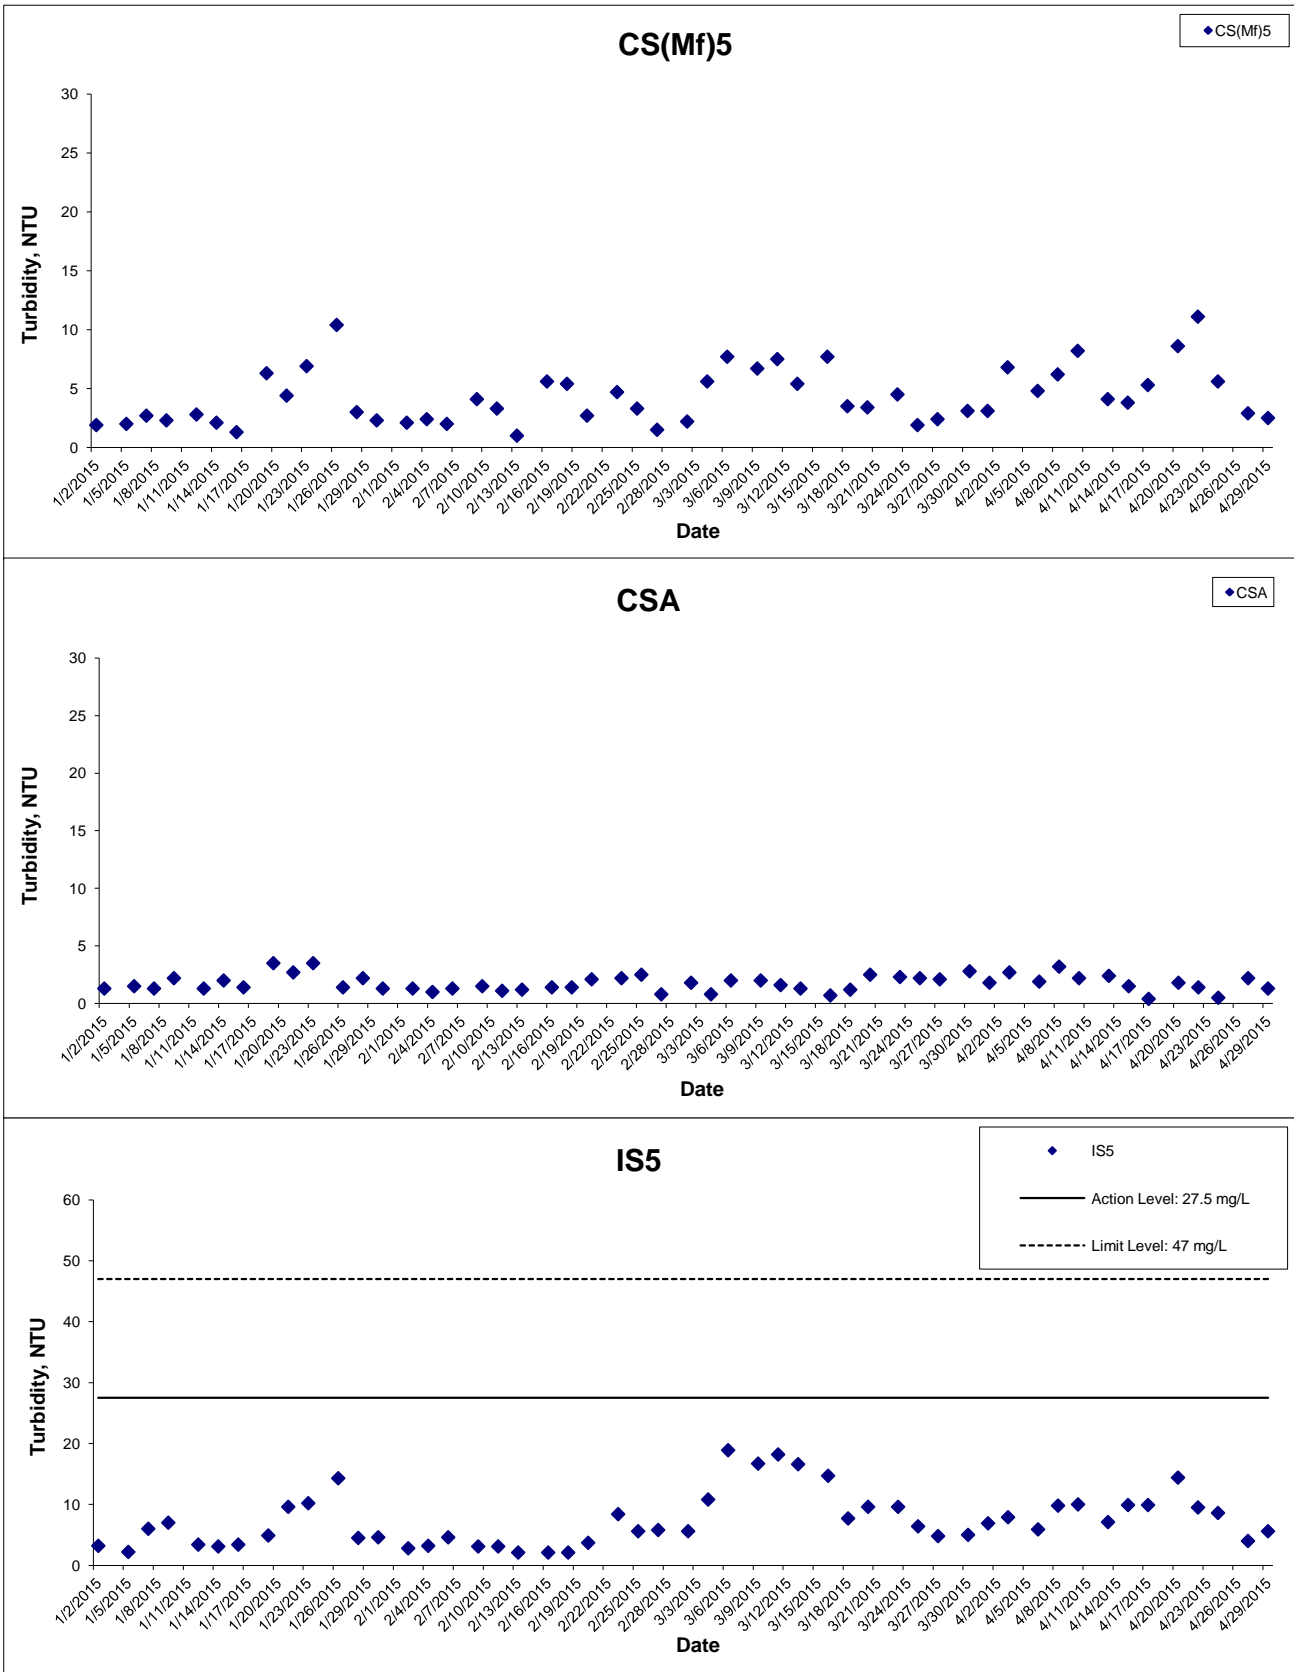 CS(Mf)5
CS(Mf)5
30
25
20
15
10
5
0
Turbidity, NTU
1/2/2015 1/5/2015 1/8/2015 1/11/2015 1/14/2015 1/17/2015 1/20/2015 1/23/2015 1/26/2015 1/29/2015 2/1/2015 2/4/2015 2/7/2015 2/10/2015 2/13/2015 2/16/2015 2/19/2015 2/22/2015 2/25/2015 2/28/2015 3/3/2015 3/6/2015 3/9/2015 3/12/2015 3/15/2015 3/18/2015 3/21/2015 3/24/2015 3/27/2015 3/30/2015 4/2/2015 4/5/2015 4/8/2015 4/11/2015 4/14/2015 4/17/2015 4/20/2015 4/23/2015 4/26/2015 4/29/2015
Date
CSA
CSA
30
25
20
15
10
5
0
Turbidity, NTU
1/2/2015 1/5/2015 1/8/2015 1/11/2015 1/14/2015 1/17/2015 1/20/2015 1/23/2015 1/26/2015 1/29/2015 2/1/2015 2/4/2015 2/7/2015 2/10/2015 2/13/2015 2/16/2015 2/19/2015 2/22/2015 2/25/2015 2/28/2015 3/3/2015 3/6/2015 3/9/2015 3/12/2015 3/15/2015 3/18/2015 3/21/2015 3/24/2015 3/27/2015 3/30/2015 4/2/2015 4/5/2015 4/8/2015 4/11/2015 4/14/2015 4/17/2015 4/20/2015 4/23/2015 4/26/2015 4/29/2015
Date
IS5
IS5
Action Level: 27.5 mg/L
Limit Level: 47 mg/L
60
50
40
30
20
10
0
Turbidity, NTU
1/2/2015 1/5/2015 1/8/2015 1/11/2015 1/14/2015 1/17/2015 1/20/2015 1/23/2015 1/26/2015 1/29/2015 2/1/2015 2/4/2015 2/7/2015 2/10/2015 2/13/2015 2/16/2015 2/19/2015 2/22/2015 2/25/2015 2/28/2015 3/3/2015 3/6/2015 3/9/2015 3/12/2015 3/15/2015 3/18/2015 3/21/2015 3/24/2015 3/27/2015 3/30/2015 4/2/2015 4/5/2015 4/8/2015 4/11/2015 4/14/2015 4/17/2015 4/20/2015 4/23/2015 4/26/2015 4/29/2015
Date